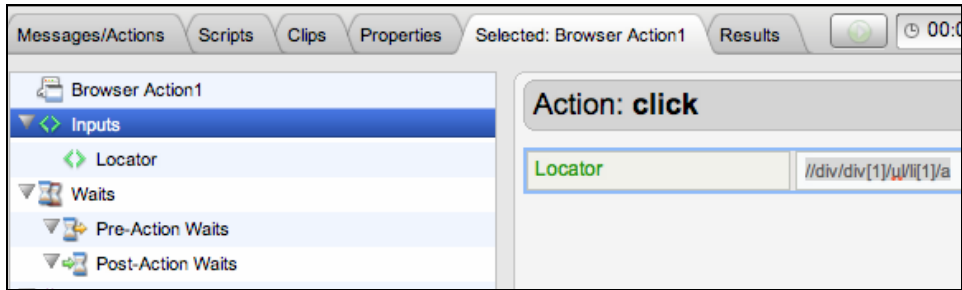 Messages/Actions Scripts Clips Properties Selected: Browser Action1 Results 00:
Browser Action1
Inputs
Locator
Waits
Pre-Action Waits
Post-Action Waits
Action: click
Locator //div/div[1]/ul/li[1]/a